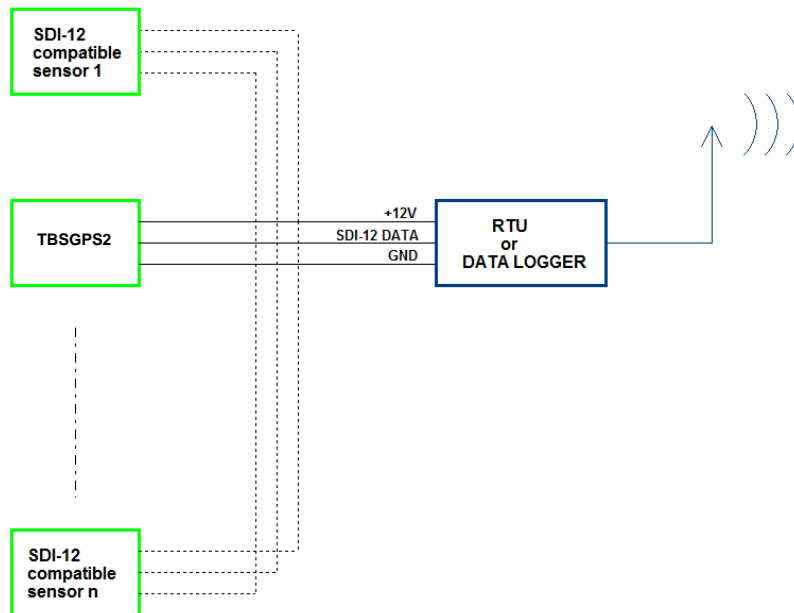 SDI-12
compatible
sensor 1
TBSGPS2
+12V
SDI-12 DATA
GND
RTU
or
DATA LOGGER
SDI-12
compatible
sensor n